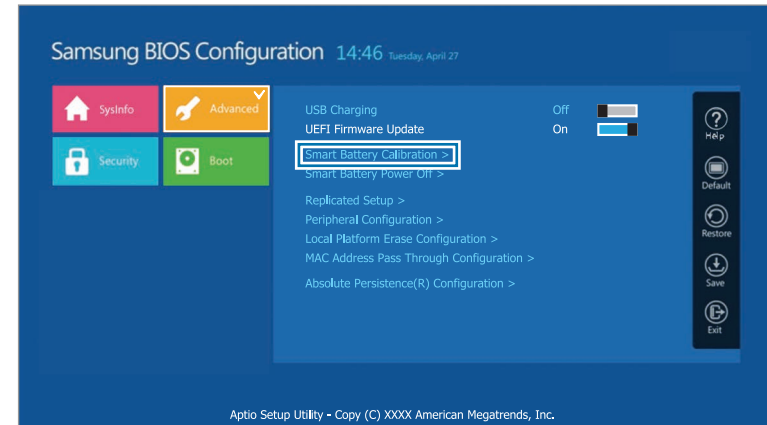 Samsung BIOS Configuration 14:46 Tuesday, April 27
SysInfo
Advanced
Security
Boot
USB Charging Off
UEFI Firmware Update On
Smart Battery Calibration >
Smart Battery Power Off >
Replicated Setup >
Peripheral Configuration >
Local Platform Erase Configuration >
MAC Address Pass Through Configuration >
Absolute Persistence(R) Configuration >
Help
Default
Restore
Save
Exit
Aptio Setup Utility - Copy (C) XXXX American Megatrends, Inc.